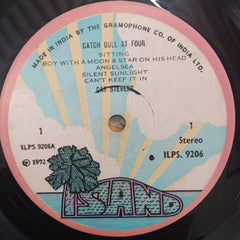 MADE IN INDIA BY THE GRAMOPHONE CO. OF INDIA LTD.
CATCH BULL AT FOUR
SITTING
BOY WITH A MOON & STAR ON HIS HEAD
ANGELSEA
SILENT SUNLIGHT
CAN'T KEEP IT IN
CAT STEVENS
1
1
ILPS 9206A
Stereo
℗ 1972
ILPS. 9206
ISLAND